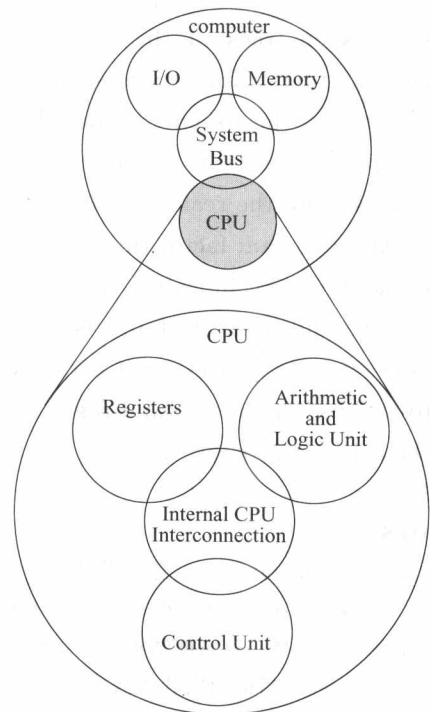 computer
I/O
Memory
System
Bus
CPU
CPU
Registers
Arithmetic
and
Logic Unit
Internal CPU
Interconnection
Control Unit